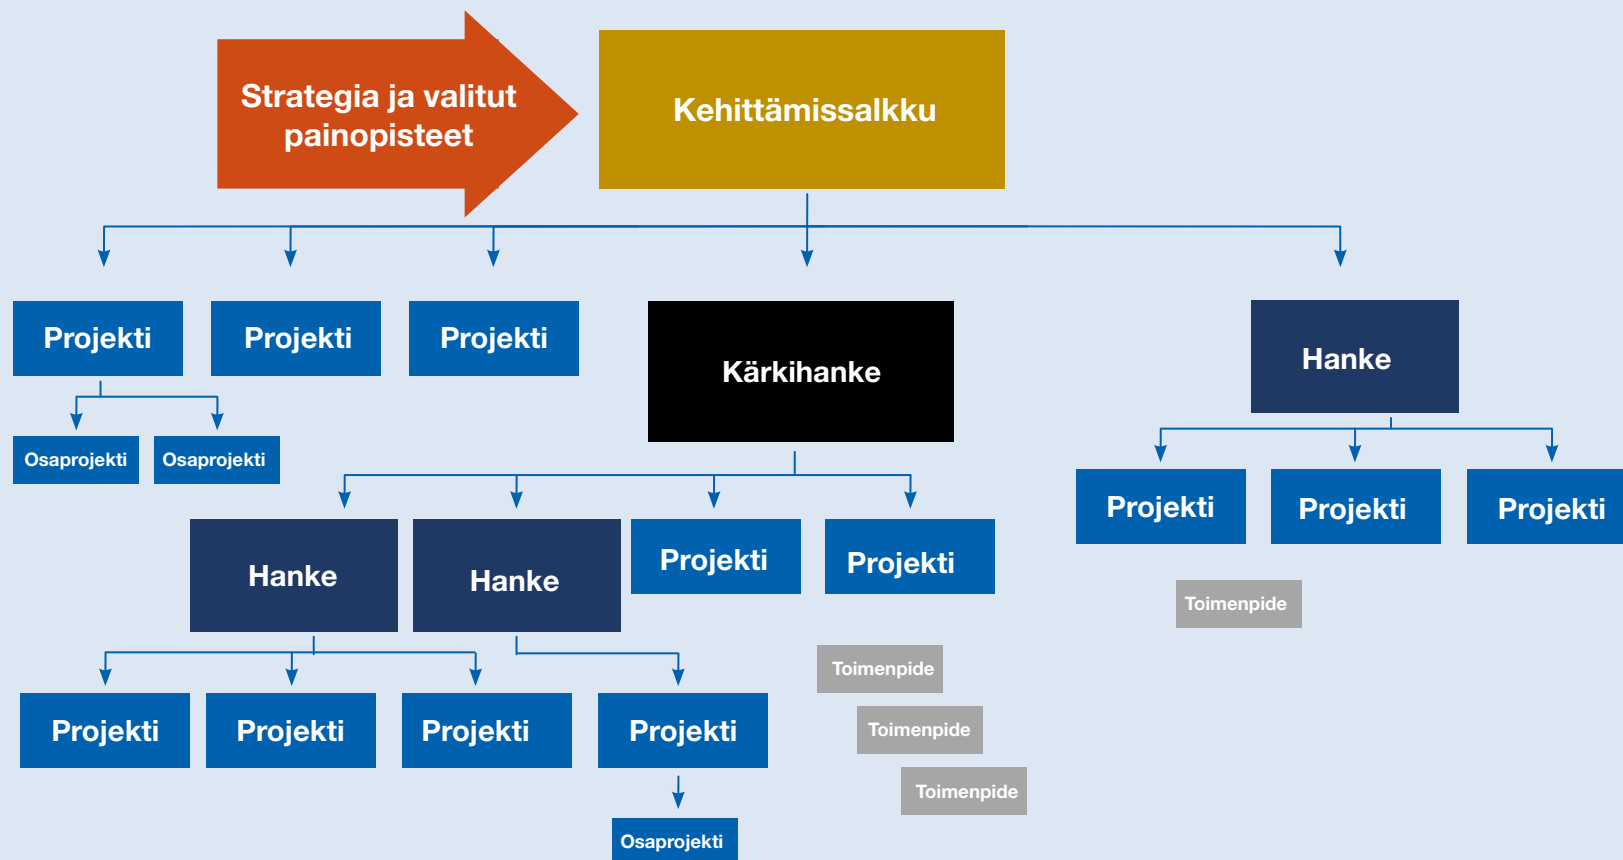 Strategia ja valitut
painopisteet
Kehittämissalkku
Projekti
Projekti
Projekti
Kärkihanke
Hanke
Osaprojekti
Osaprojekti
Projekti
Projekti
Projekti
Hanke
Hanke
Projekti
Projekti
Toimenpide
Toimenpide
Projekti
Projekti
Projekti
Projekti
Toimenpide
Toimenpide
Osaprojekti